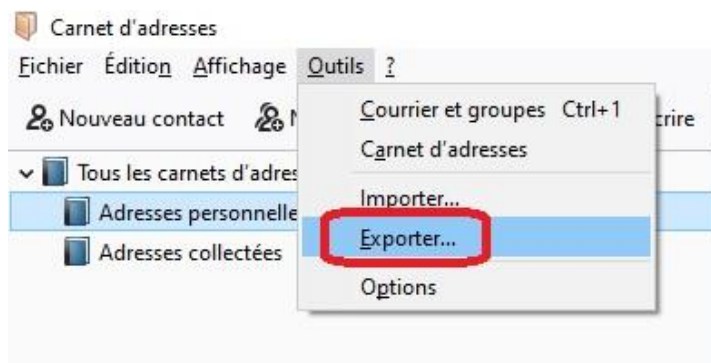 Carnet d'adresses
Fichier Édition Affichage Outils ?
Nouveau contact
Courrier et groupes Ctrl+1
Carnet d'adresses
Tous les carnets d'adres
Importer...
Adresses personnelle
Exporter...
Adresses collectées
Options